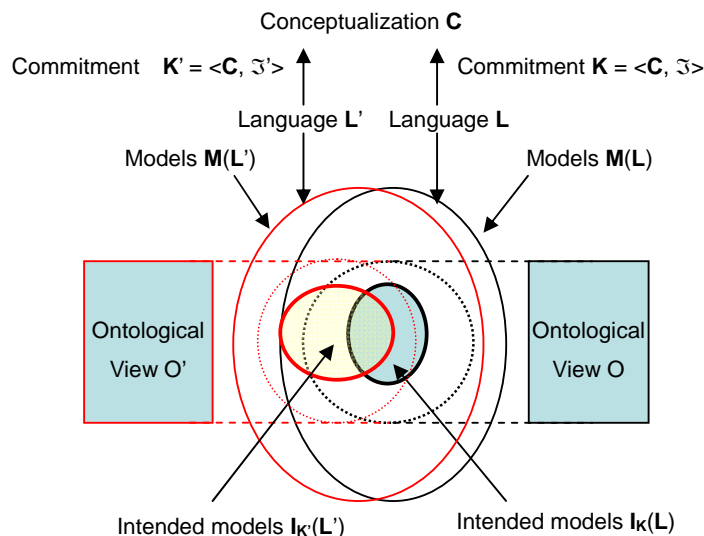 Conceptualization C
Commitment K’ = <C, ℑ’>
Commitment K = <C, ℑ>
Language L’
Language L
Models M(L’)
Models M(L)
Ontological
View O’
Ontological
View O
Intended models IK’(L’)
Intended models IK(L)